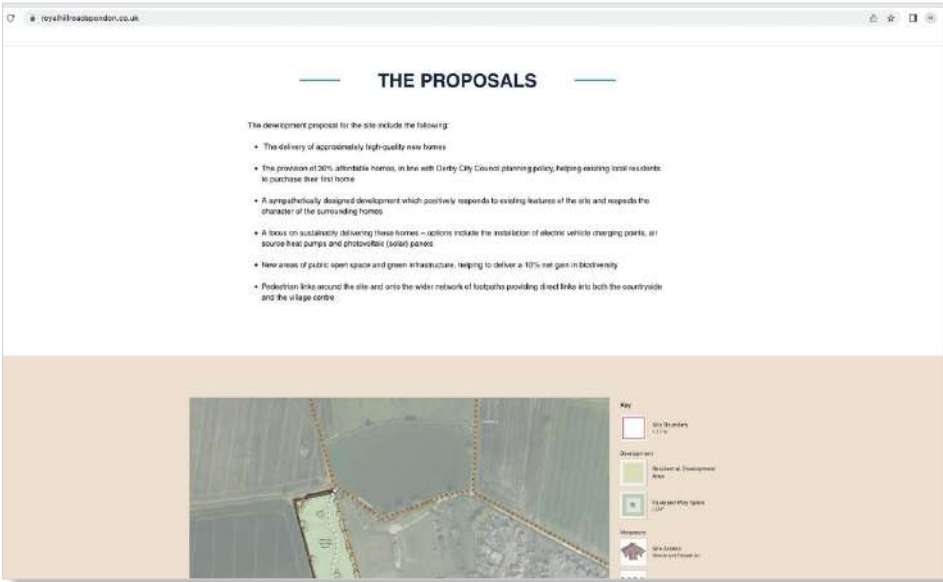 royalhillroadspondon.co.uk
THE PROPOSALS
The development proposal for the site include the following:
• The delivery of approximately high-quality new homes
• The provision of 30% affordable homes, in line with Derby City Council planning policy, helping existing local residents
to purchase their first home
• A sympathetically designed development which positively responds to existing features of the site and respects the
character of the surrounding homes
• A focus on sustainably delivering these homes – options include the installation of electric vehicle charging points, air
source heat pumps and photovoltaic (solar) panels
• New areas of public open space and green infrastructure, helping to deliver a 10% net gain in biodiversity
• Pedestrian links around the site and onto the wider network of footpaths providing direct links into both the countryside
and the village centre
Key
Site Boundary
Development
Residential Development
Area
Equipped Play Space
LEAP
Movement
Site Access